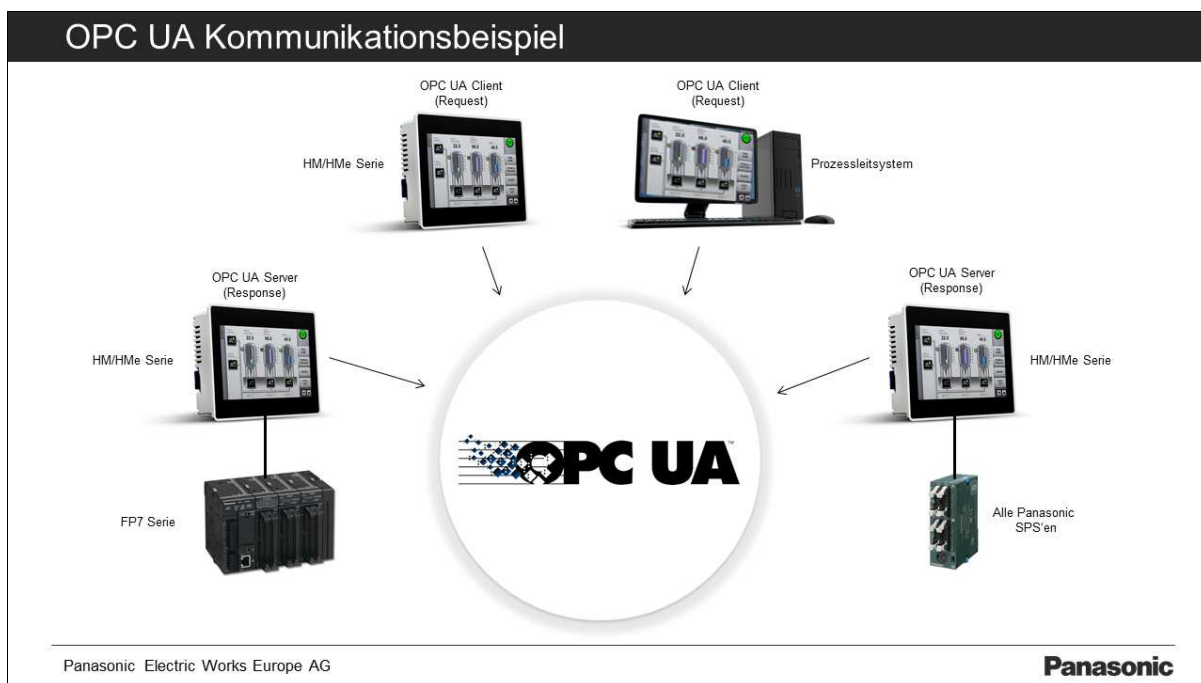 OPC UA Kommunikationsbeispiel
OPC UA Client
(Request)
HM/HMe Serie
OPC UA Client
(Request)
Prozessleitsystem
OPC UA Server
(Response)
HM/HMe Serie
OPC UA Server
(Response)
HM/HMe Serie
OPC UA™
FP7 Serie
Alle Panasonic
SPS'en
Panasonic Electric Works Europe AG
Panasonic